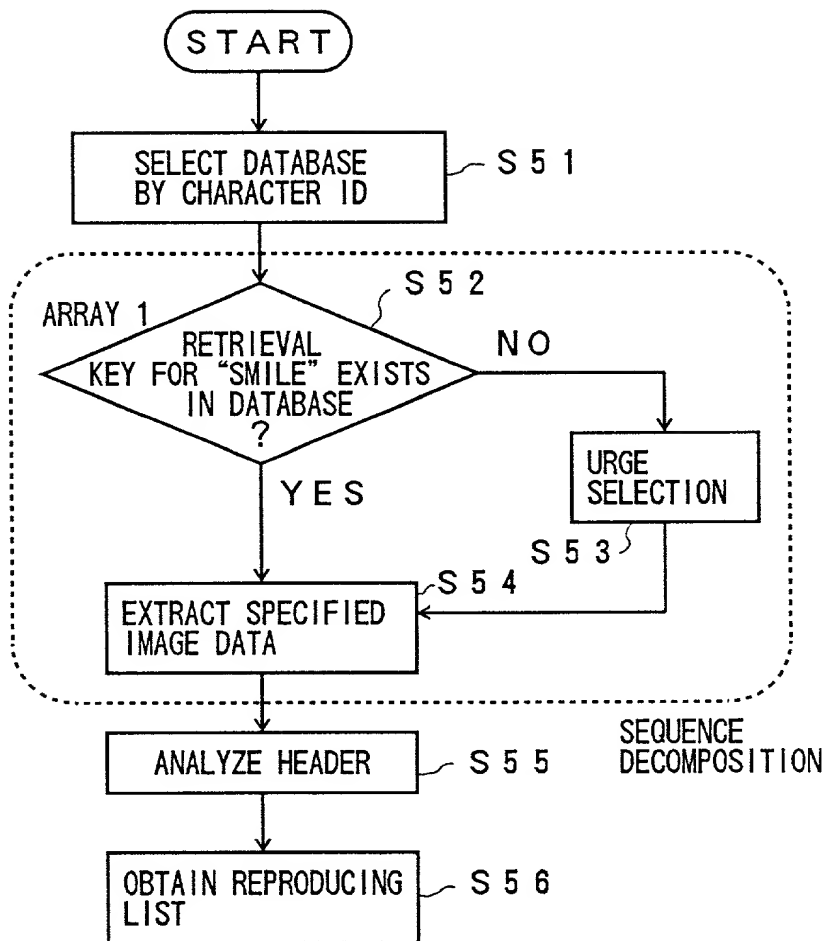 START
SELECT DATABASE
BY CHARACTER ID
S51
S52
ARRAY 1
RETRIEVAL
KEY FOR "SMILE" EXISTS
IN DATABASE
?
NO
YES
URGE
SELECTION
S53
S54
EXTRACT SPECIFIED
IMAGE DATA
SEQUENCE
DECOMPOSITION
ANALYZE HEADER
S55
OBTAIN REPRODUCING
LIST
S56